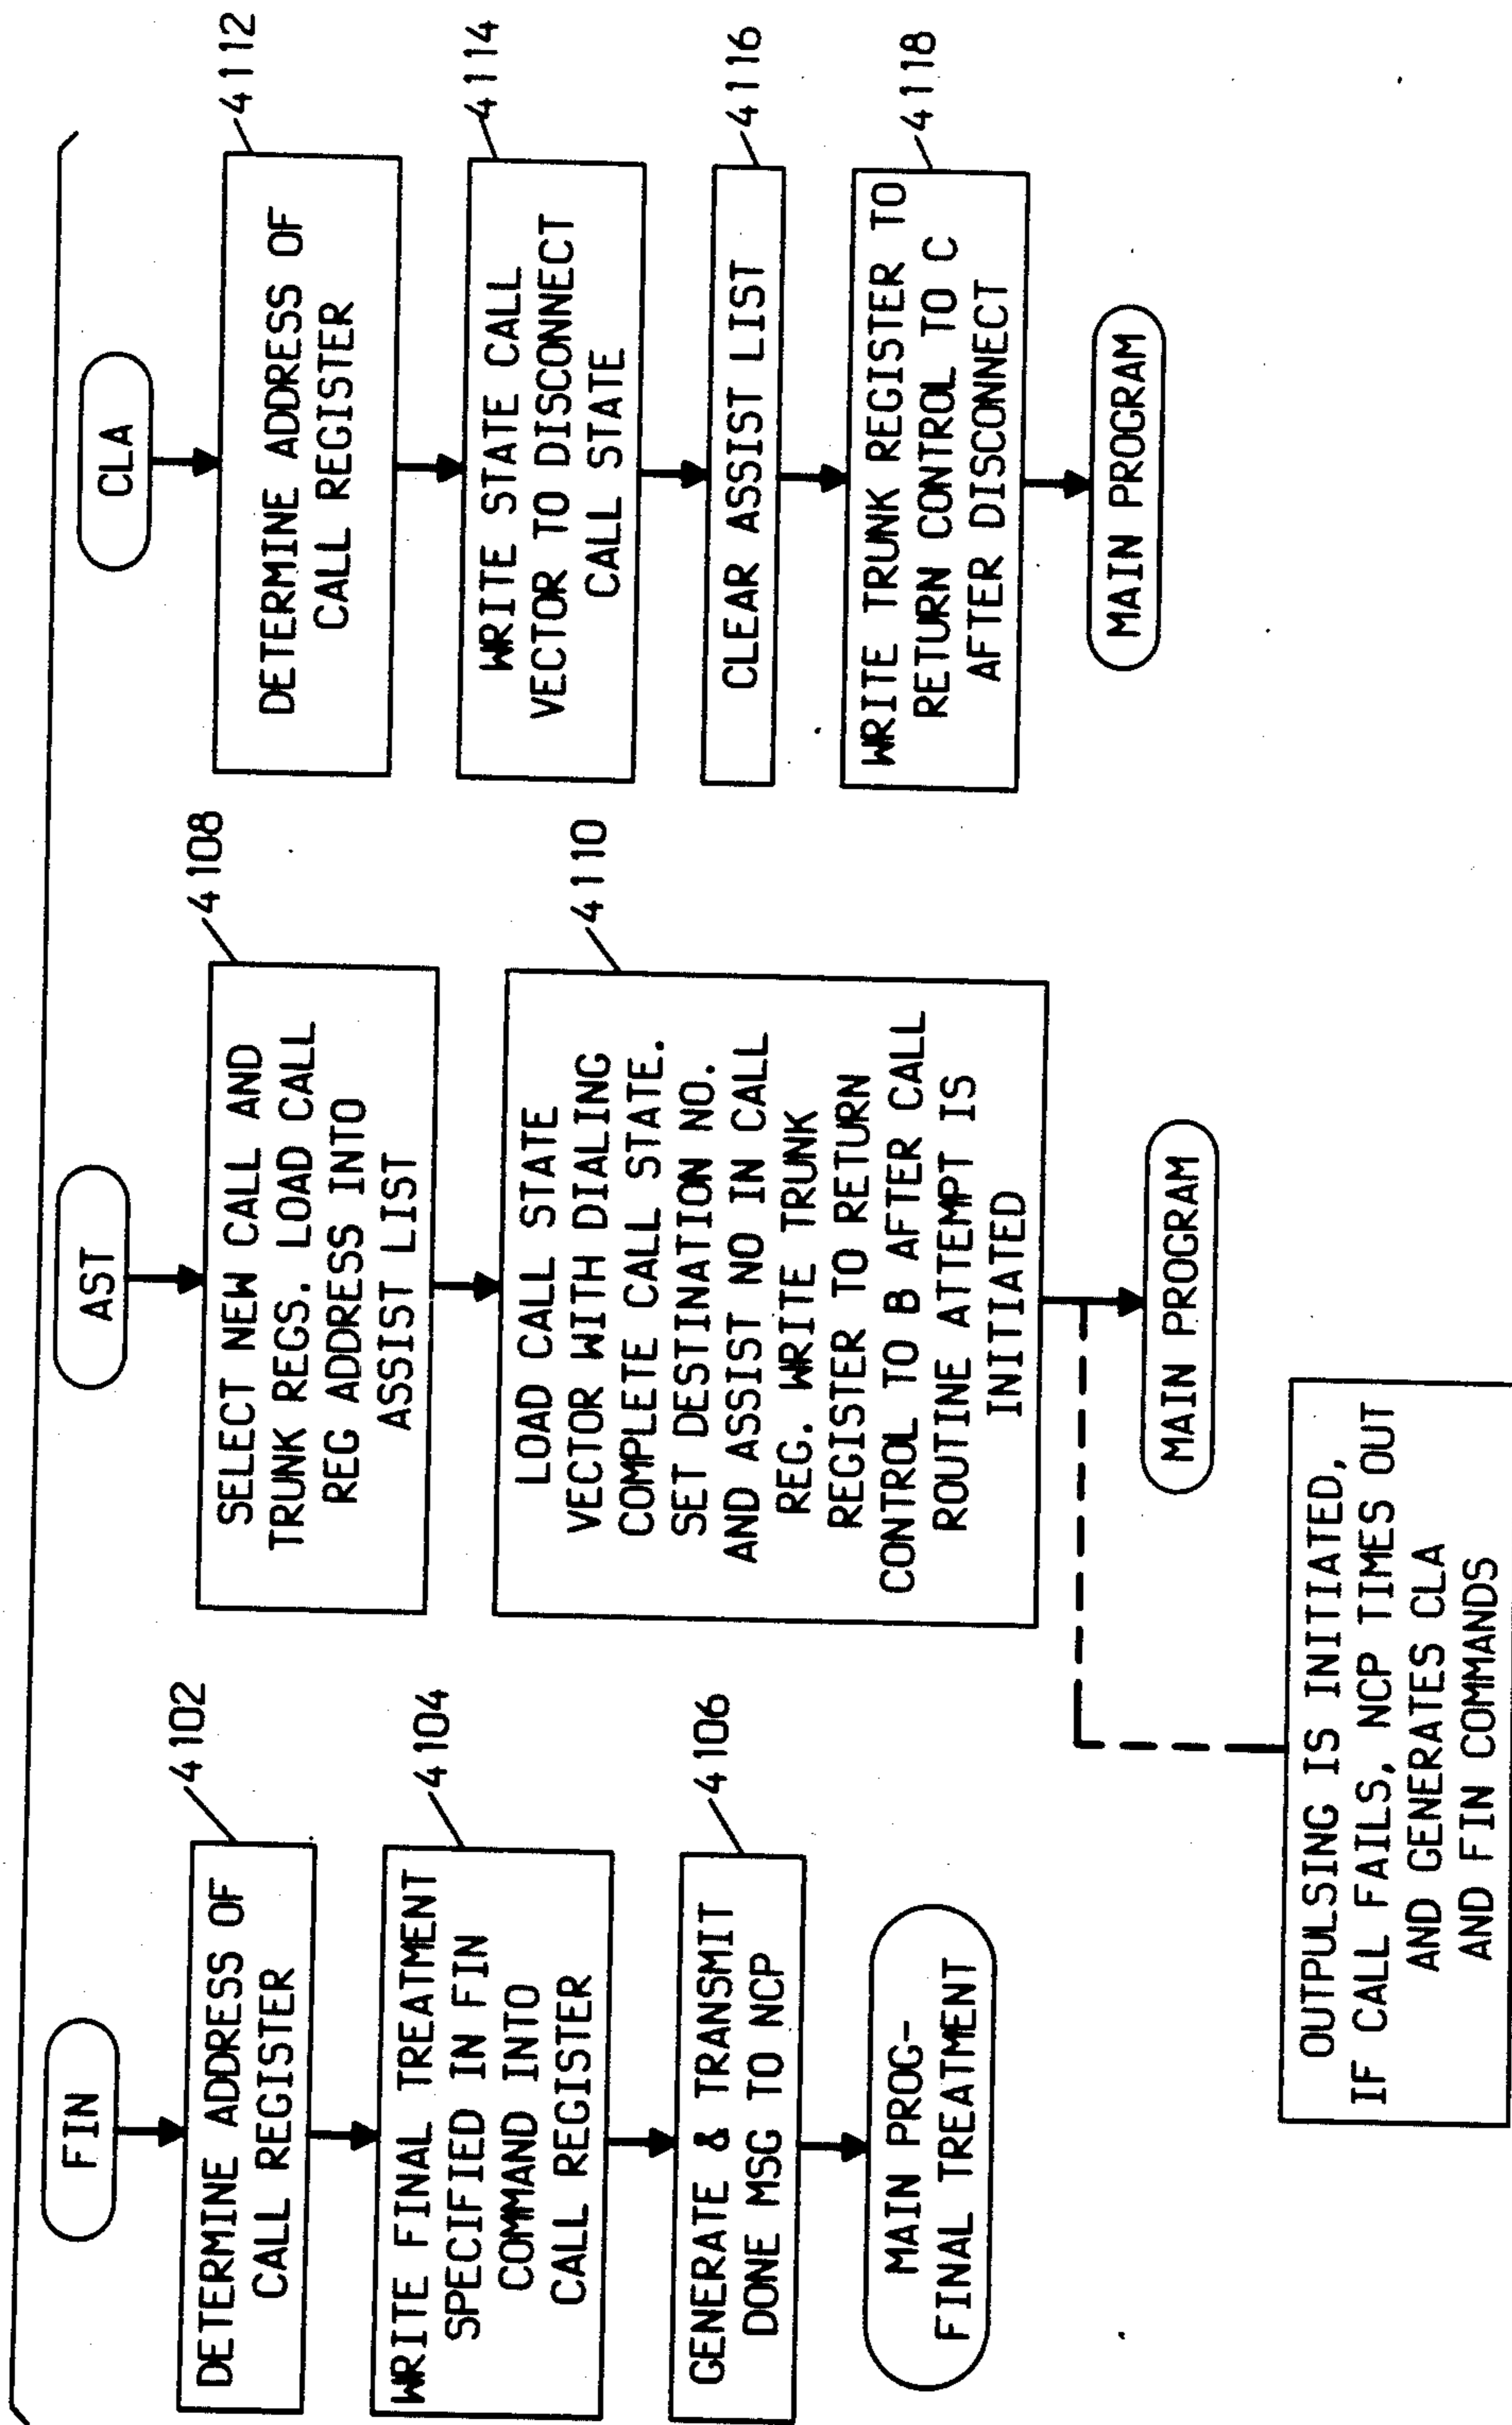 FIN
DETERMINE ADDRESS OF
CALL REGISTER
4102
WRITE FINAL TREATMENT
SPECIFIED IN FIN
COMMAND INTO
CALL REGISTER
4104
GENERATE & TRANSMIT
DONE MSG TO NCP
4106
MAIN PROG-
FINAL TREATMENT
AST
SELECT NEW CALL AND
TRUNK REGS. LOAD CALL
REG ADDRESS INTO
ASSIST LIST
4108
LOAD CALL STATE
VECTOR WITH DIALING
COMPLETE CALL STATE.
SET DESTINATION NO.
AND ASSIST NO IN CALL
REG. WRITE TRUNK
REGISTER TO RETURN
CONTROL TO B AFTER CALL
ROUTINE ATTEMPT IS
INITIATED
4110
MAIN PROGRAM
OUTPULSING IS INITIATED,
IF CALL FAILS, NCP TIMES OUT
AND GENERATES CLA
AND FIN COMMANDS
CLA
DETERMINE ADDRESS OF
CALL REGISTER
4112
WRITE STATE CALL
VECTOR TO DISCONNECT
CALL STATE
4114
CLEAR ASSIST LIST
4116
WRITE TRUNK REGISTER TO
RETURN CONTROL TO C
AFTER DISCONNECT
4118
MAIN PROGRAM